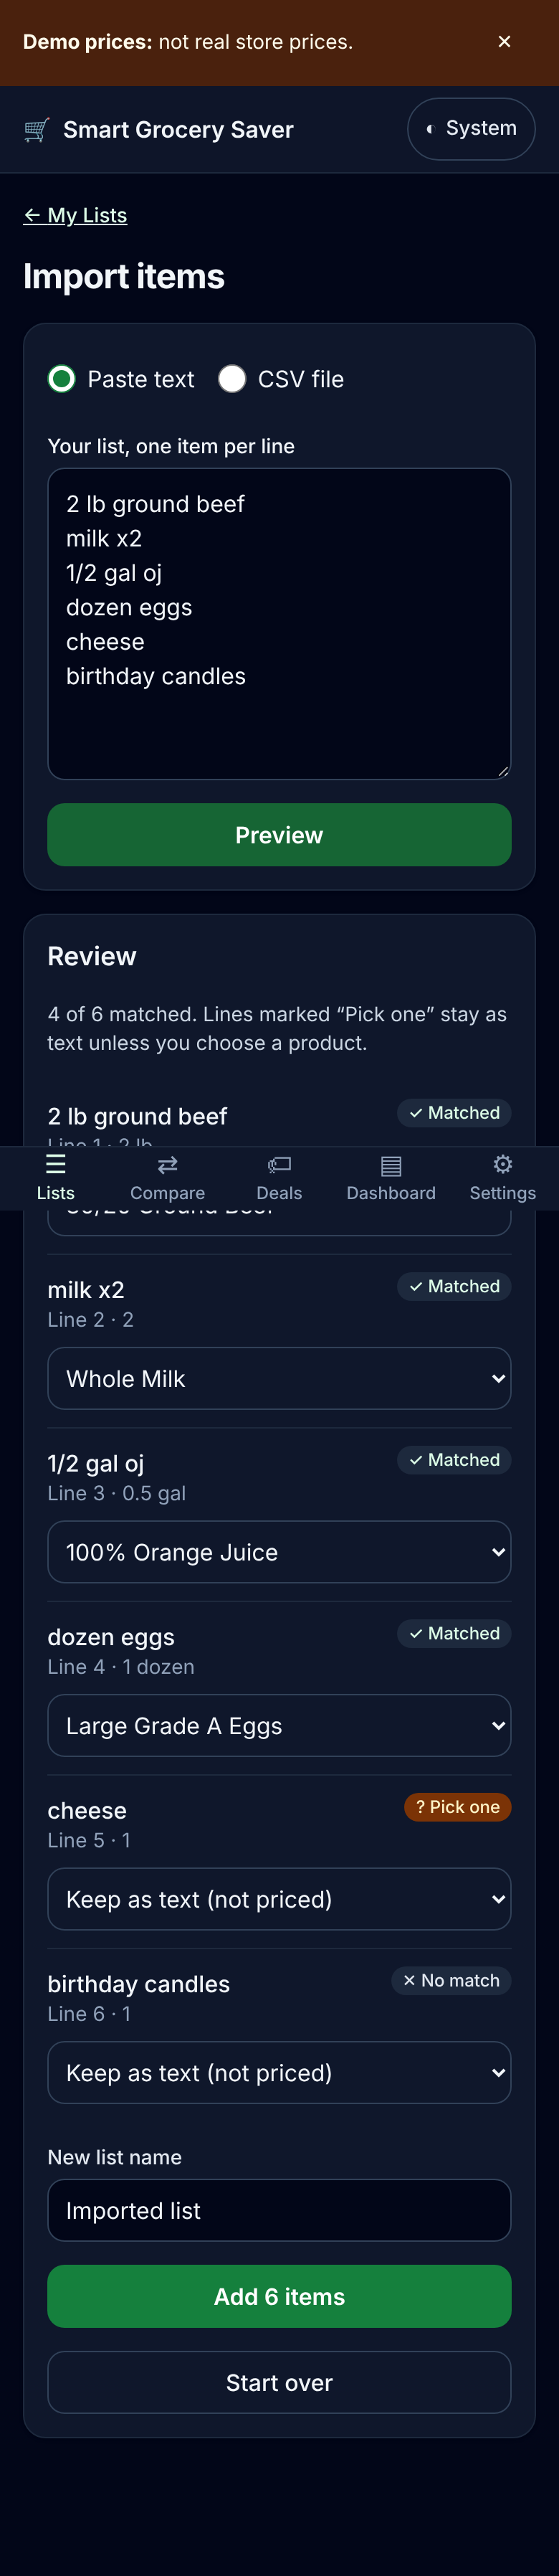 Demo prices: not real store prices. ✕
Smart Grocery Saver
System
← My Lists
Import items
Paste text
CSV file
Your list, one item per line
2 lb ground beef
milk x2
1/2 gal oj
dozen eggs
cheese
birthday candles
Preview
Review
4 of 6 matched. Lines marked “Pick one” stay as
text unless you choose a product.
2 lb ground beef
✓ Matched
Line 1 · 2 lb
Lists
Compare
Deals
Dashboard
Settings
Ground Beef
milk x2
✓ Matched
Line 2 · 2
Whole Milk
1/2 gal oj
✓ Matched
Line 3 · 0.5 gal
100% Orange Juice
dozen eggs
✓ Matched
Line 4 · 1 dozen
Large Grade A Eggs
cheese
? Pick one
Line 5 · 1
Keep as text (not priced)
birthday candles
✕ No match
Line 6 · 1
Keep as text (not priced)
New list name
Imported list
Add 6 items
Start over